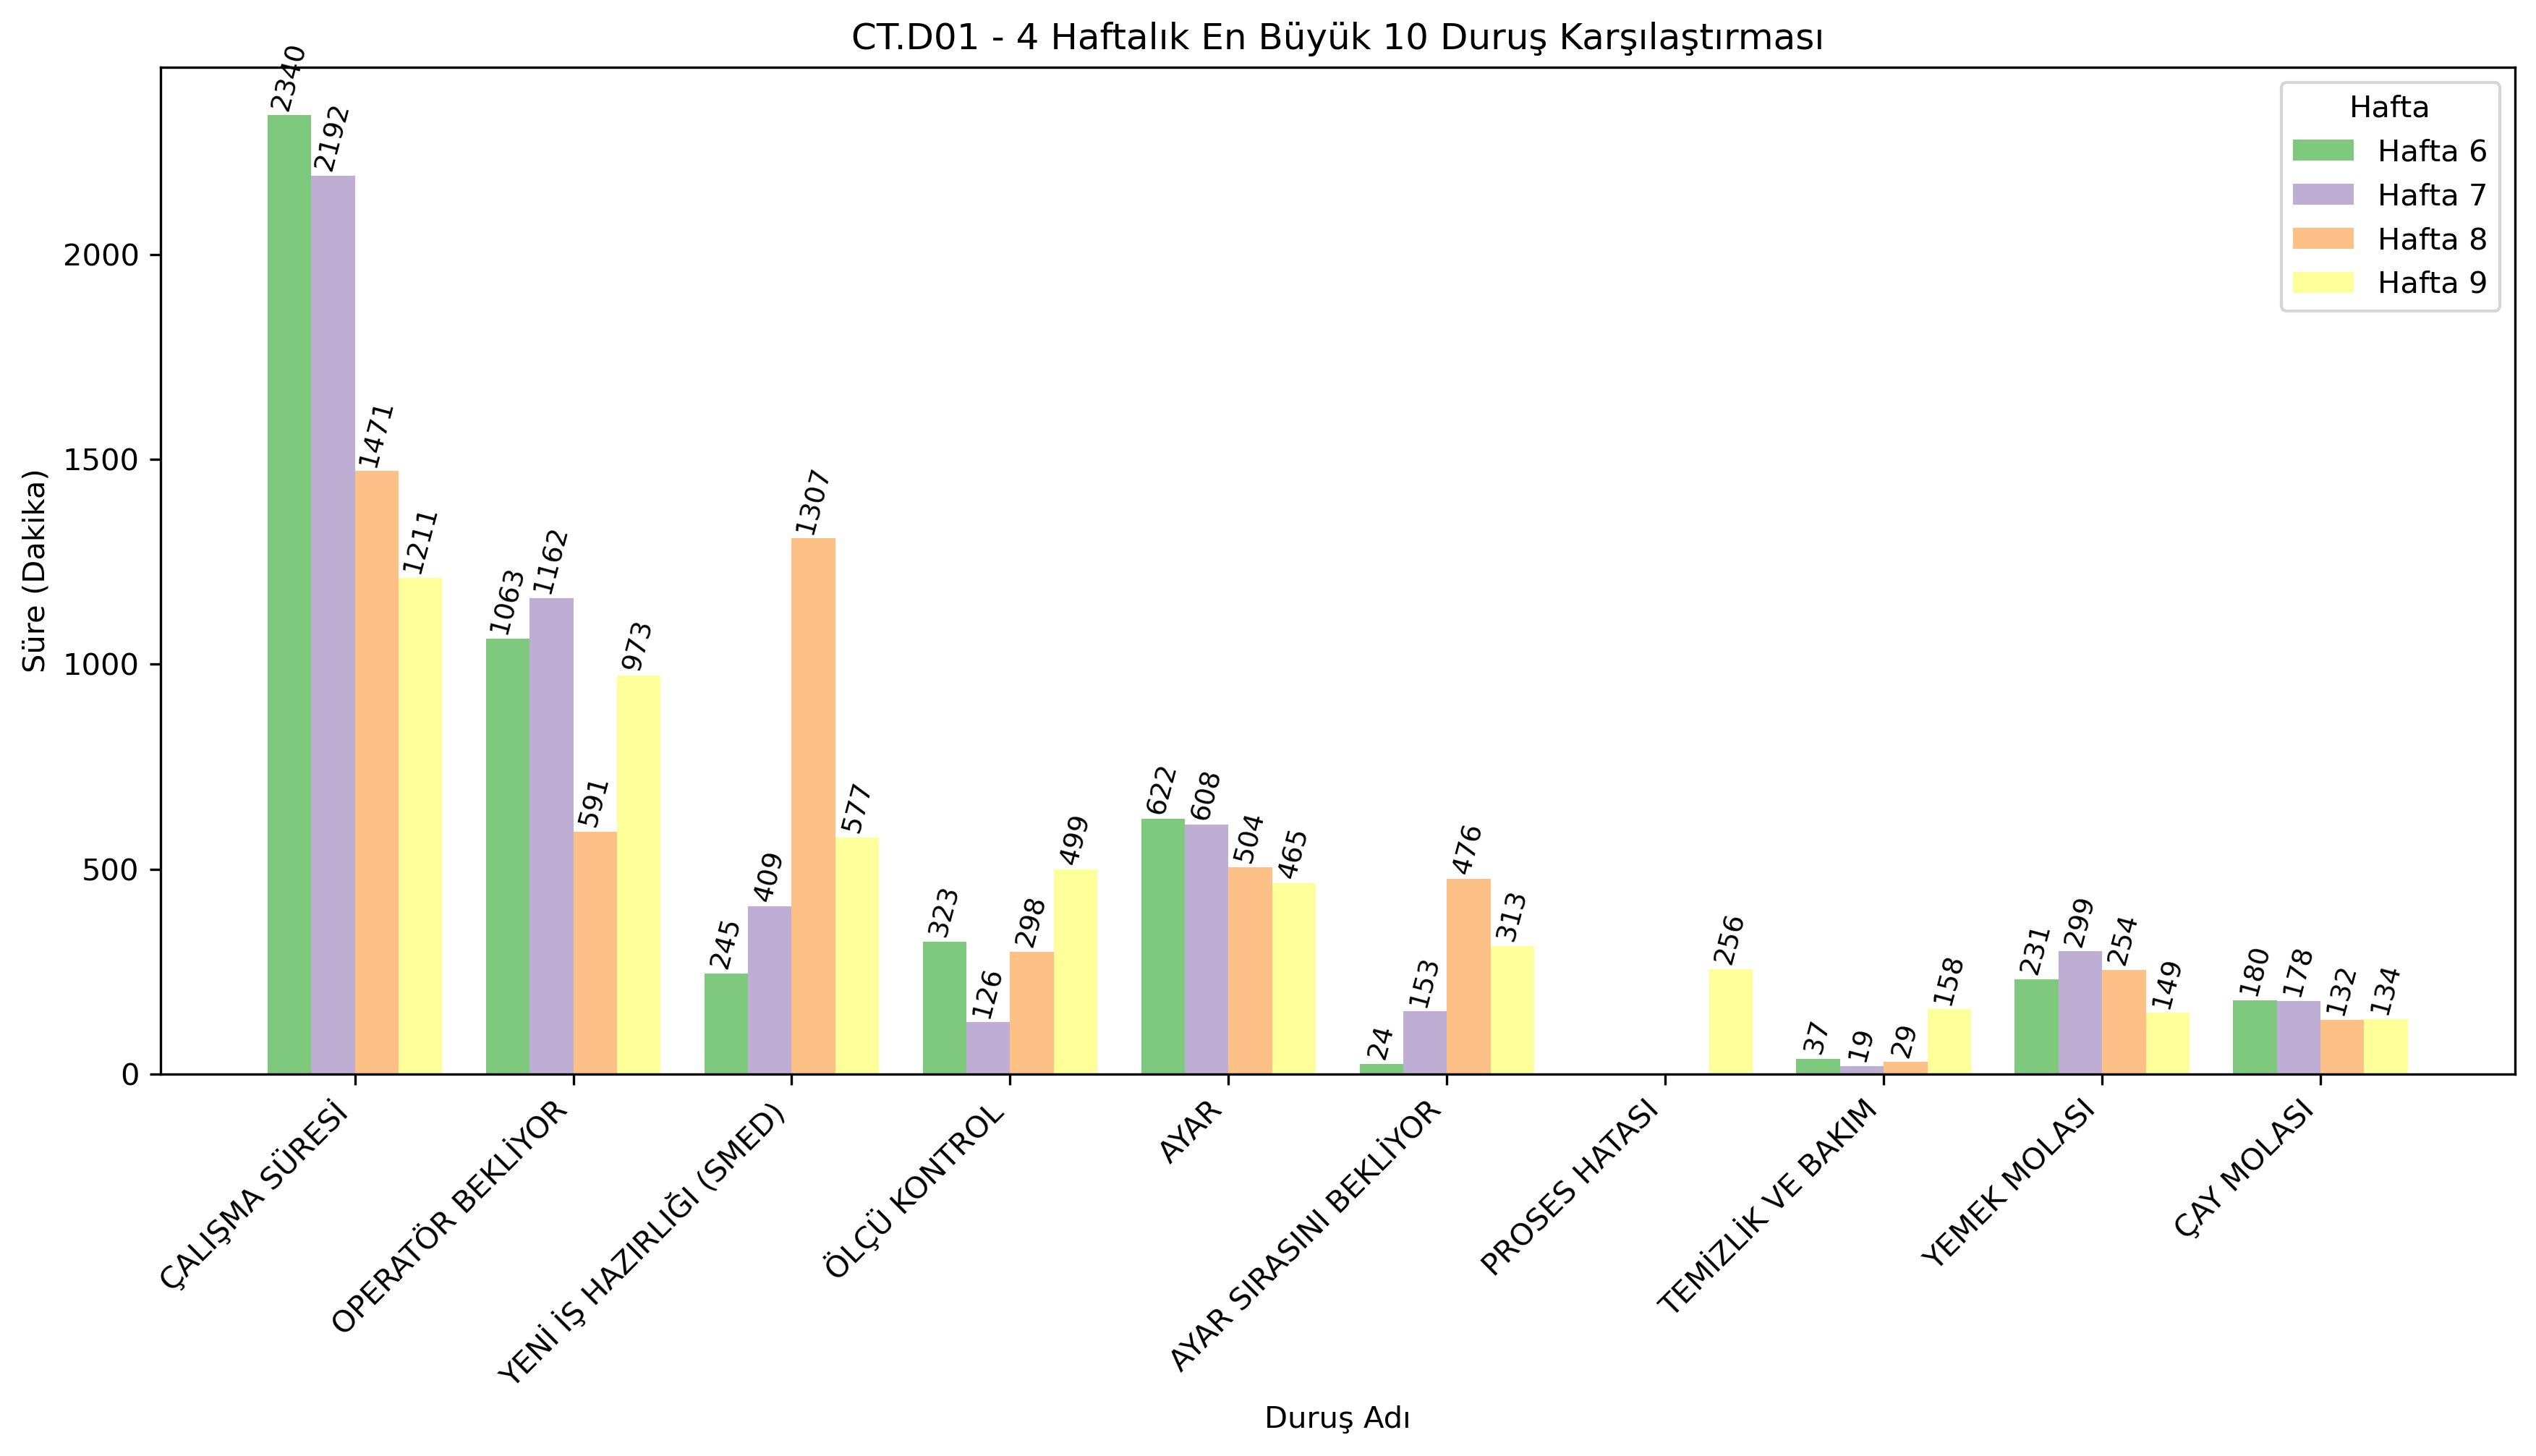 CT.D01 - 4 Haftalık En Büyük 10 Duruş Karşılaştırması
Hafta
Hafta 6
Hafta 7
Hafta 8
Hafta 9
Süre (Dakika)
2000
1500
1000
500
0
2340
2192
1471
1211
1063
1162
591
973
245
409
1307
577
323
126
298
499
622
608
504
465
24
153
476
313
256
37
19
29
158
231
299
254
149
180
178
132
134
ÇALIŞMA SÜRESİ
OPERATÖR BEKLİYOR
YENİ İŞ HAZIRLIĞI (SMED)
ÖLÇÜ KONTROL
AYAR
AYAR SIRASINI BEKLİYOR
PROSES HATASI
TEMİZLİK VE BAKIM
YEMEK MOLASI
ÇAY MOLASI
Duruş Adı